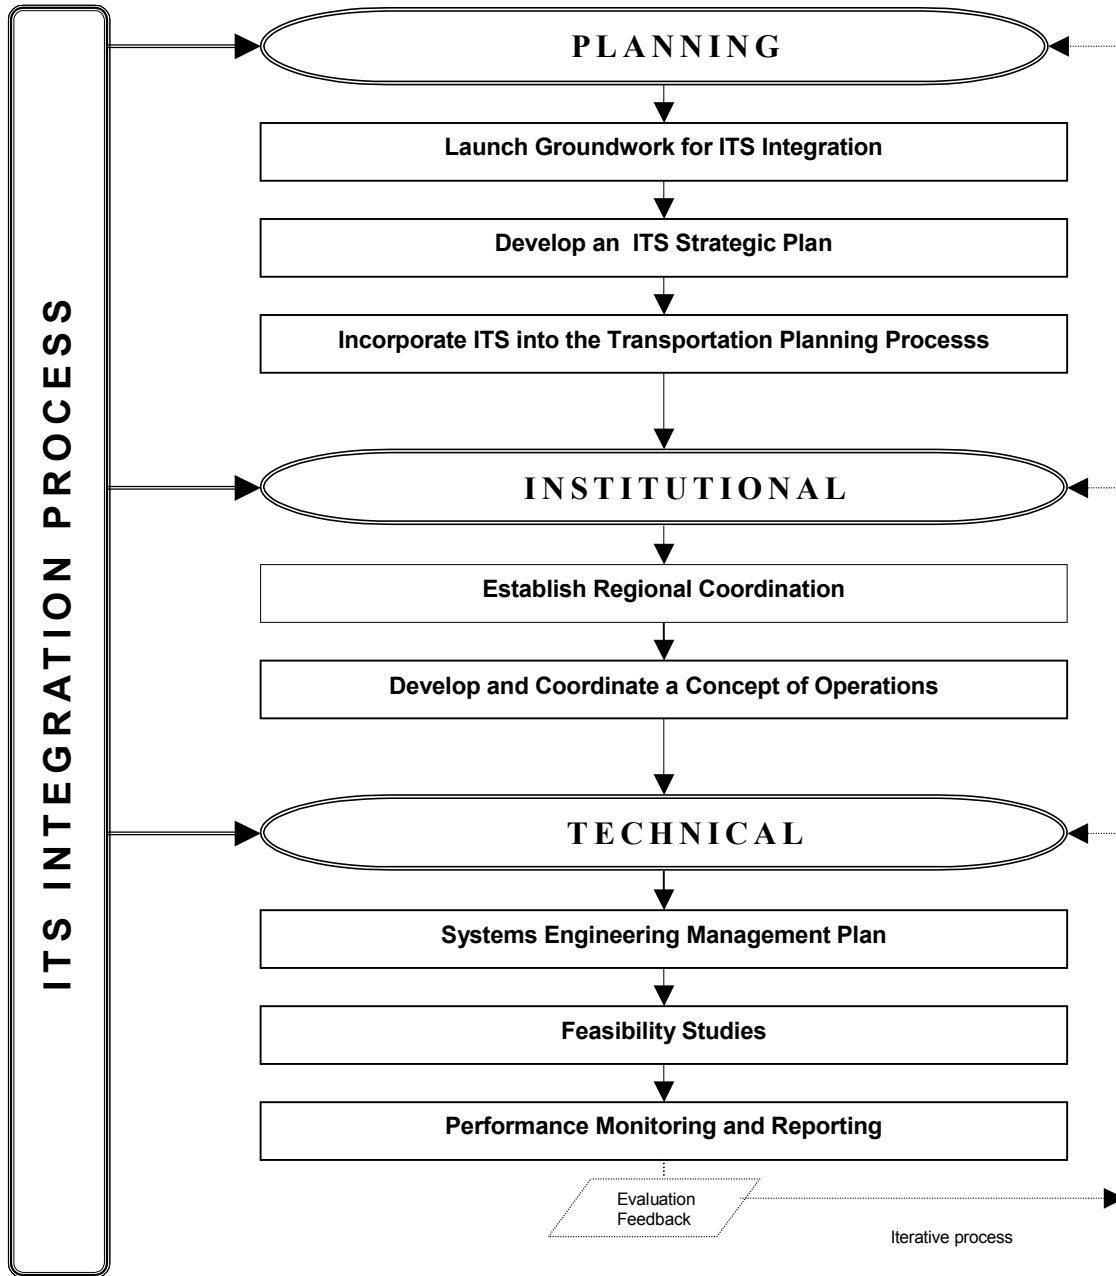 ITS INTEGRATION PROCESS
PLANNING
Launch Groundwork for ITS Integration
Develop an ITS Strategic Plan
Incorporate ITS into the Transportation Planning Processs
INSTITUTIONAL
Establish Regional Coordination
Develop and Coordinate a Concept of Operations
TECHNICAL
Systems Engineering Management Plan
Feasibility Studies
Performance Monitoring and Reporting
Evaluation
Feedback
Iterative process